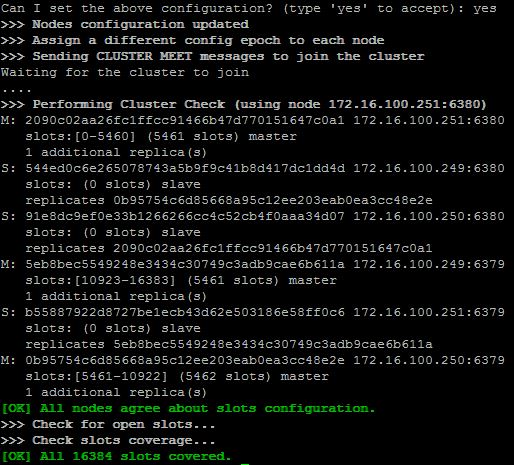 Can I set the above configuration? (type 'yes' to accept): yes
>>> Nodes configuration updated
>>> Assign a different config epoch to each node
>>> Sending CLUSTER MEET messages to join the cluster
Waiting for the cluster to join
....
>>> Performing Cluster Check (using node 172.16.100.251:6380)
M: 2090c02aa26fc1ffcc91466b47d770151647c0a1 172.16.100.251:6380
slots:[0-5460] (5461 slots) master
1 additional replica(s)
S: 544ed0c6e265078743a5b9f9c41b8d417dc1dd4d 172.16.100.249:6380
slots: (0 slots) slave
replicates 0b95754c6d85668a95c12ee203eab0ea3cc48e2e
S: 91e8dc9ef0e33b1266266cc4c52cb4f0aaa34d07 172.16.100.250:6380
slots: (0 slots) slave
replicates 2090c02aa26fc1ffcc91466b47d770151647c0a1
M: 5eb8bec5549248e3434c30749c3adb9cae6b611a 172.16.100.249:6379
slots:[10923-16383] (5461 slots) master
1 additional replica(s)
S: b55887922d8727be1ecb43d62e503186e58ff0c6 172.16.100.251:6379
slots: (0 slots) slave
replicates 5eb8bec5549248e3434c30749c3adb9cae6b611a
M: 0b95754c6d85668a95c12ee203eab0ea3cc48e2e 172.16.100.250:6379
slots:[5461-10922] (5462 slots) master
1 additional replica(s)
[OK] All nodes agree about slots configuration.
>>> Check for open slots...
>>> Check slots coverage...
[OK] All 16384 slots covered.